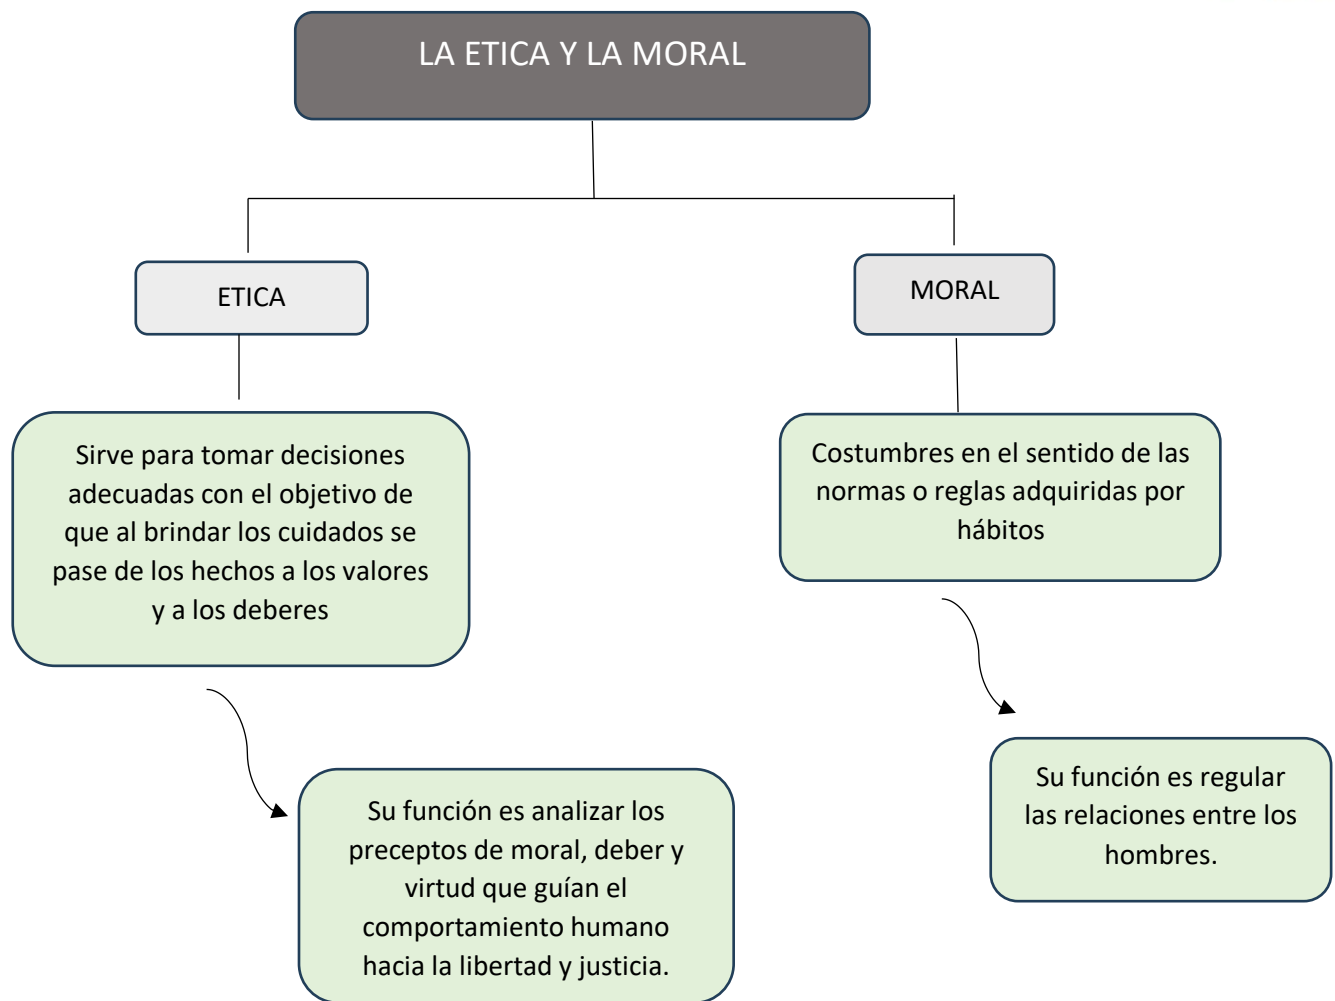 LA ETICA Y LA MORAL
ETICA
MORAL
Sirve para tomar decisiones
adecuadas con el objetivo de
que al brindar los cuidados se
pase de los hechos a los valores
y a los deberes
Costumbres en el sentido de las
normas o reglas adquiridas por
hábitos
Su función es analizar los
preceptos de moral, deber y
virtud que guían el
comportamiento humano
hacia la libertad y justicia.
Su función es regular
las relaciones entre los
hombres.